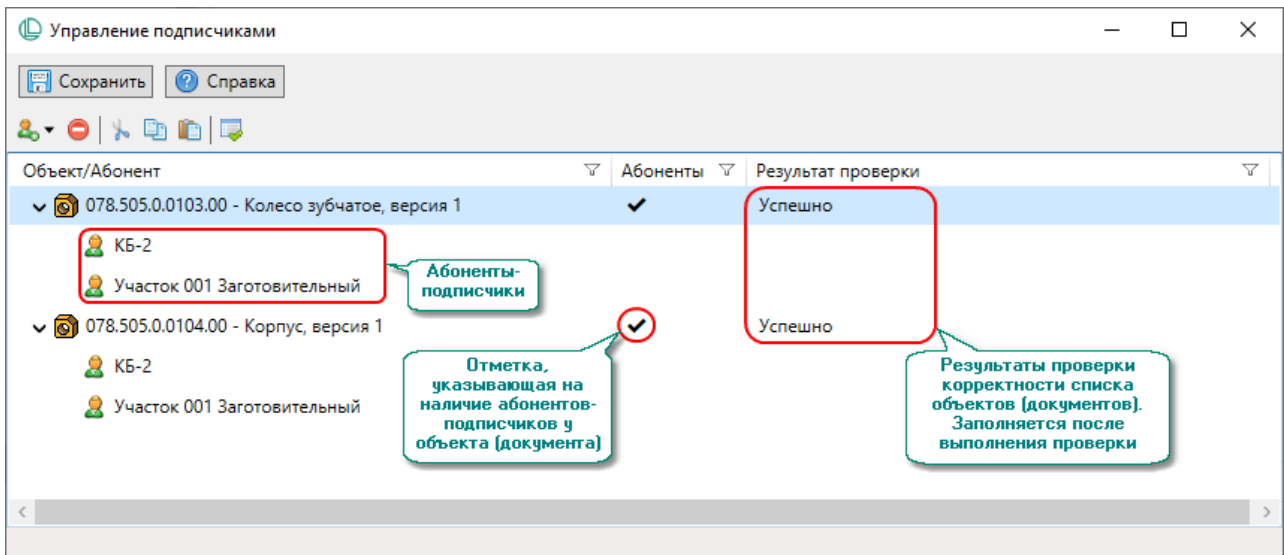 Управление подписчиками
Сохранить
Справка
Объект/Абонент
Абоненты
Результат проверки
078.505.0.0103.00 - Колесо зубчатое, версия 1
Успешно
КБ-2
Участок 001 Заготовительный
Абоненты-
подписчики
078.505.0.0104.00 - Корпус, версия 1
Успешно
КБ-2
Участок 001 Заготовительный
Отметка,
указывающая на
наличие абонентов-
подписчиков у
объекта (документа)
Результаты проверки
корректности списка
объектов (документов).
Заполняется после
выполнения проверки